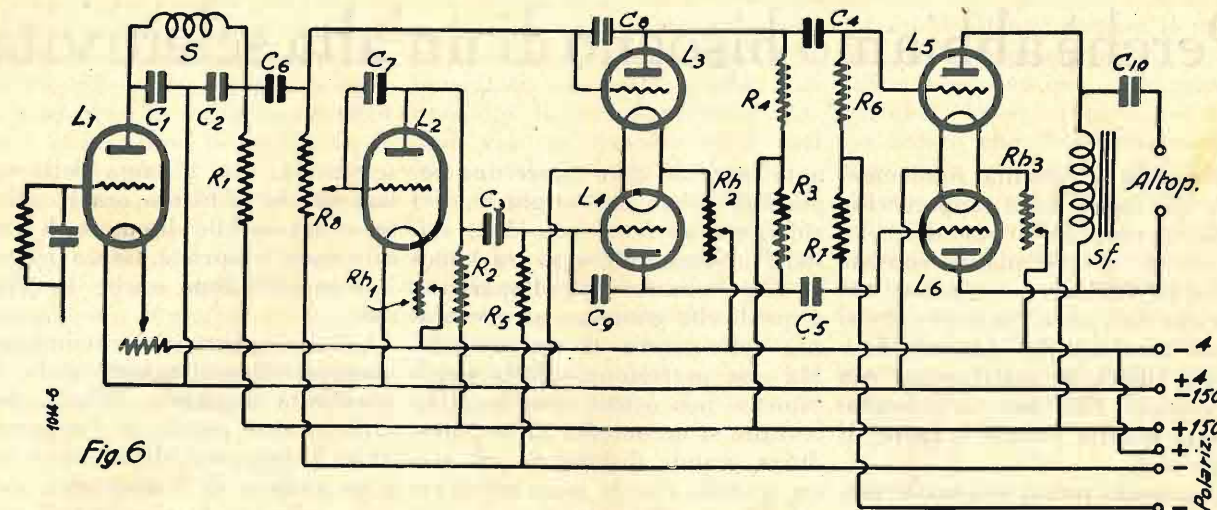 S
C1
C2
C6
C7
C8
C4
C10
L1
L2
L3
L5
R1
R8
R4
R6
Rh3
Altop.
C3
L4
Rh2
R3
R7
Sf.
Rh1
R2
R5
C9
C5
L6
- 4
+ 4
- 150
+ 150
+
-
-
Polariz.
1014-6
Fig.6